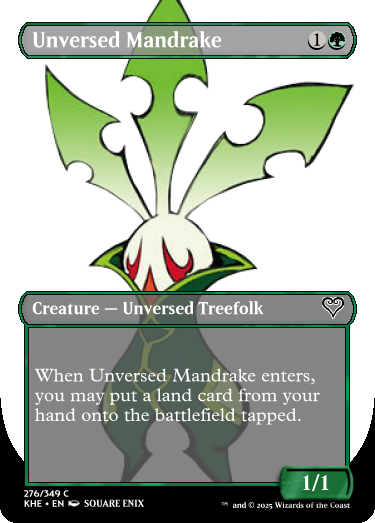 Unversed Mandrake 1
Creature — Unversed Treefolk
When Unversed Mandrake enters,
you may put a land card from your
hand onto the battlefield tapped.
1/1
276/349 C
KHE • EN SQUARE ENIX
™ and © 2025 Wizards of the Coast